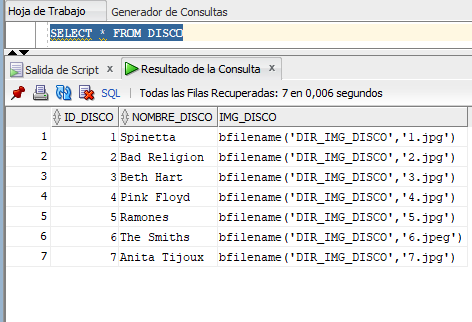 Hoja de Trabajo Generador de Consultas
SELECT * FROM DISCO
Salida de Script x Resultado de la Consulta x
SQL | Todas las Filas Recuperadas: 7 en 0,006 segundos
ID_DISCO NOMBRE_DISCO IMG_DISCO
1 1 Spinetta bfilename('DIR_IMG_DISCO','1.jpg')
2 2 Bad Religion bfilename('DIR_IMG_DISCO','2.jpg')
3 3 Beth Hart bfilename('DIR_IMG_DISCO','3.jpg')
4 4 Pink Floyd bfilename('DIR_IMG_DISCO','4.jpg')
5 5 Ramones bfilename('DIR_IMG_DISCO','5.jpg')
6 6 The Smiths bfilename('DIR_IMG_DISCO','6.jpeg')
7 7 Anita Tijoux bfilename('DIR_IMG_DISCO','7.jpg')